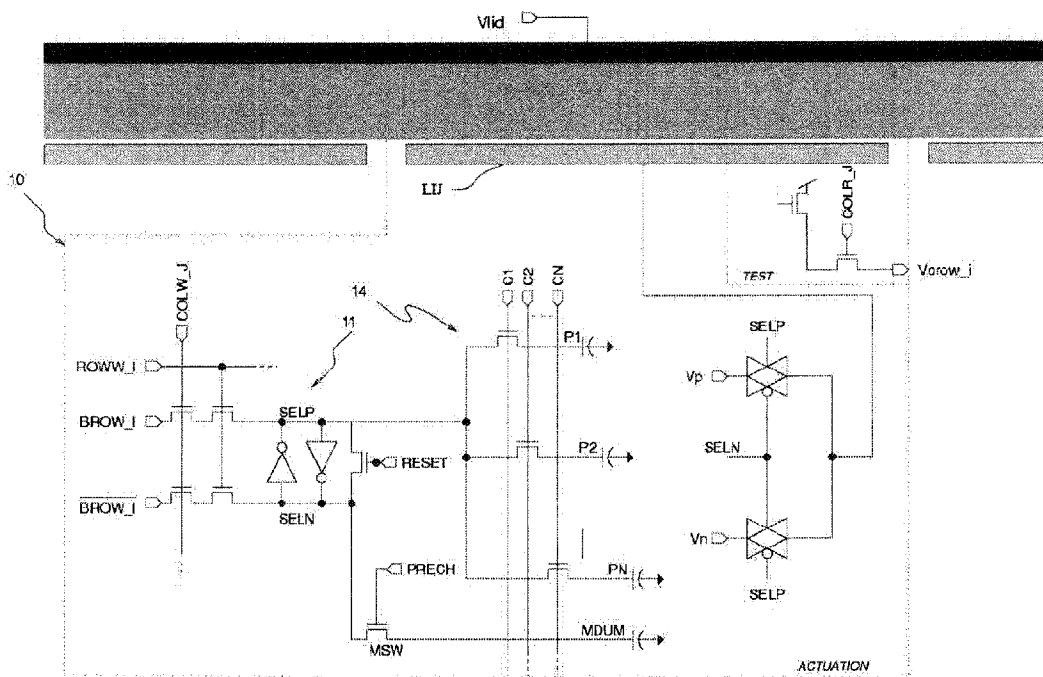 Vlid
LIJ
10
COLW_J
C1
C2
CN
COLR_J
TEST
Vorow_i
14
11
P1
SELP
ROWW_I
Vp
BROW_I
SELP
P2
SELN
RESET
BROW_I
SELN
Vn
PRECH
PN
SELP
MDUM
MSW
ACTUATION